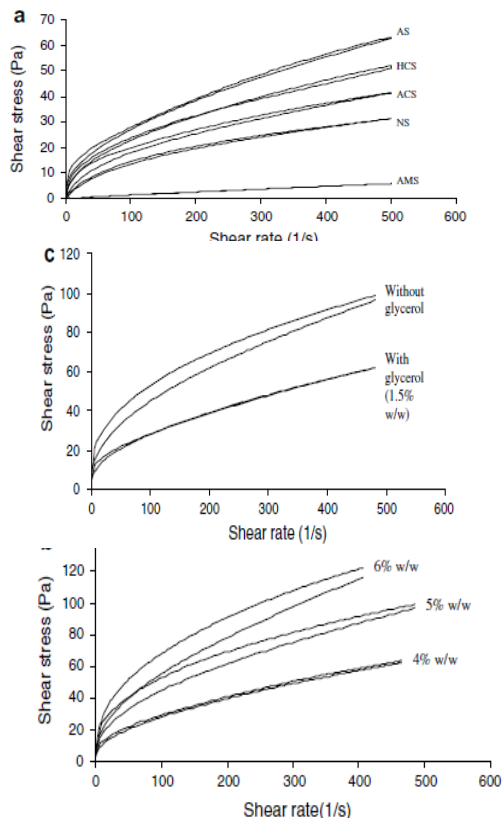 a
70
60
50
40
30
20
10
0
Shear stress (Pa)
AS
HCS
ACS
NS
AMS
0 100 200 300 400 500 600
Shear rate (1/s)
c
120
100
80
60
40
20
0
Shear stress (Pa)
Without
glycerol
With
glycerol
(1.5%
w/w)
0 100 200 300 400 500 600
Shear rate (1/s)
120
100
80
60
40
20
0
Shear stress (Pa)
6% w/w
5% w/w
4% w/w
0 100 200 300 400 500 600
Shear rate(1/s)